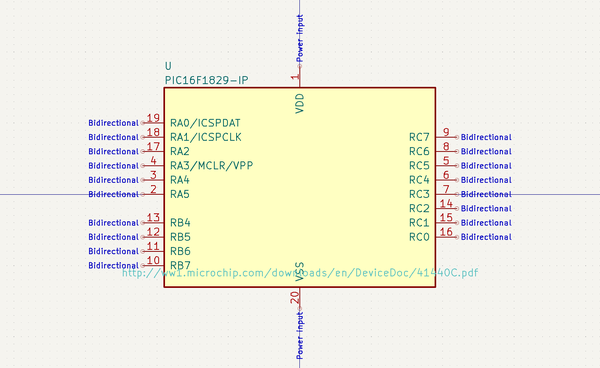 Power input
1
U
PIC16F1829-IP
VDD
Bidirectional 19 RA0/ICSPDAT
Bidirectional 18 RA1/ICSPCLK RC7 9 Bidirectional
Bidirectional 17 RA2 RC6 8 Bidirectional
Bidirectional 4 RA3/MCLR/VPP RC5 5 Bidirectional
Bidirectional 3 RA4 RC4 6 Bidirectional
Bidirectional 2 RA5 RC3 7 Bidirectional
RC2 14 Bidirectional
Bidirectional 13 RB4 RC1 15 Bidirectional
Bidirectional 12 RB5 RC0 16 Bidirectional
Bidirectional 11 RB6
Bidirectional 10 RB7
http://ww1.microchip.com/downloads/en/DeviceDoc/41440C.pdf
VSS
20
Power input